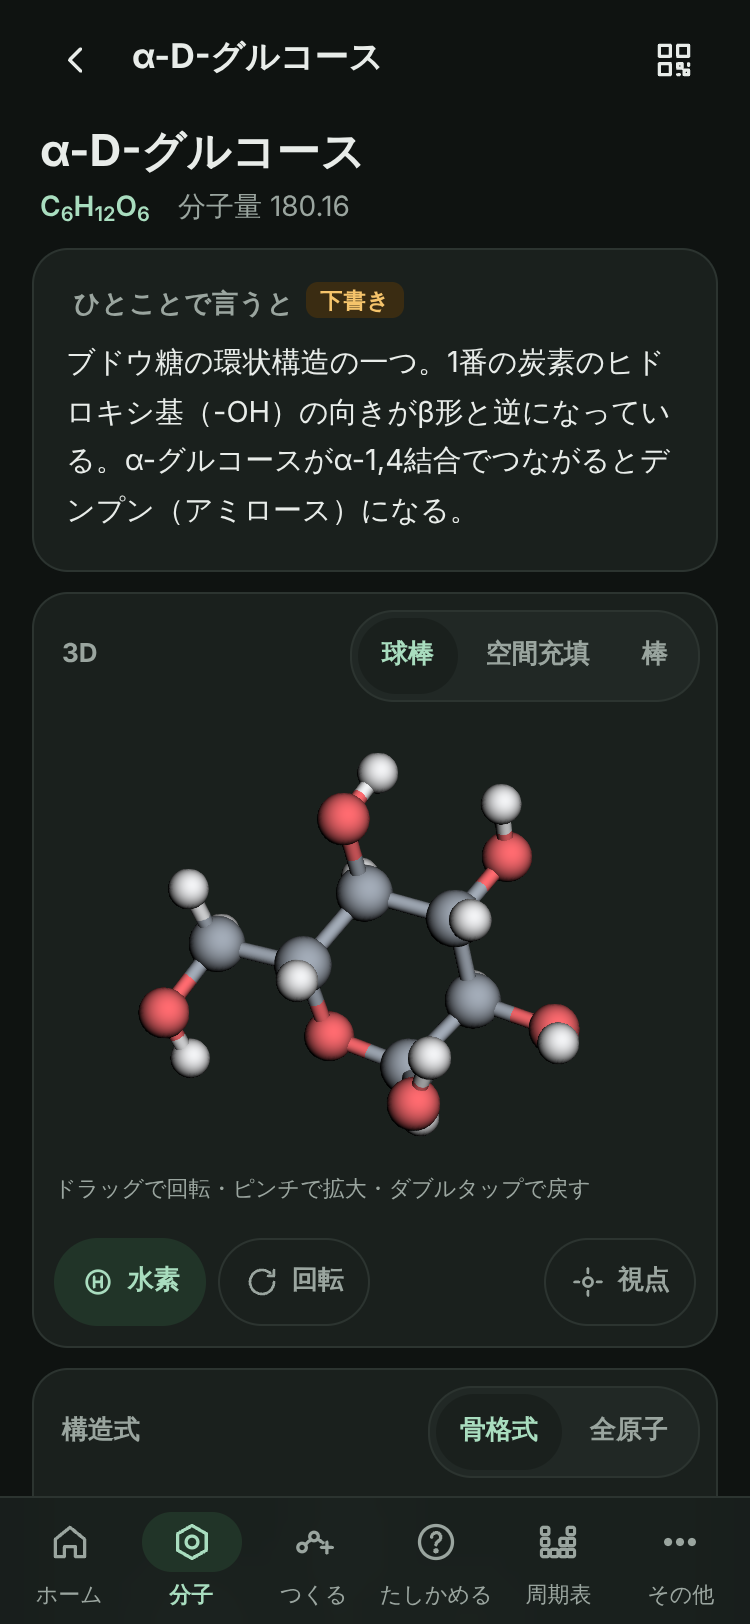 α-D-グルコース
α-D-グルコース
C₆H₁₂O₆ 分子量 180.16
ひとことで言うと 下書き
ブドウ糖の環状構造の一つ。1番の炭素のヒド
ロキシ基（-OH）の向きがβ形と逆になってい
る。α-グルコースがα-1,4結合でつながるとデ
ンプン（アミロース）になる。
3D 球棒 空間充填 棒
ドラッグで回転・ピンチで拡大・ダブルタップで戻す
H 水素 回転 視点
構造式 骨格式 全原子
ホーム 分子 つくる たしかめる 周期表 その他